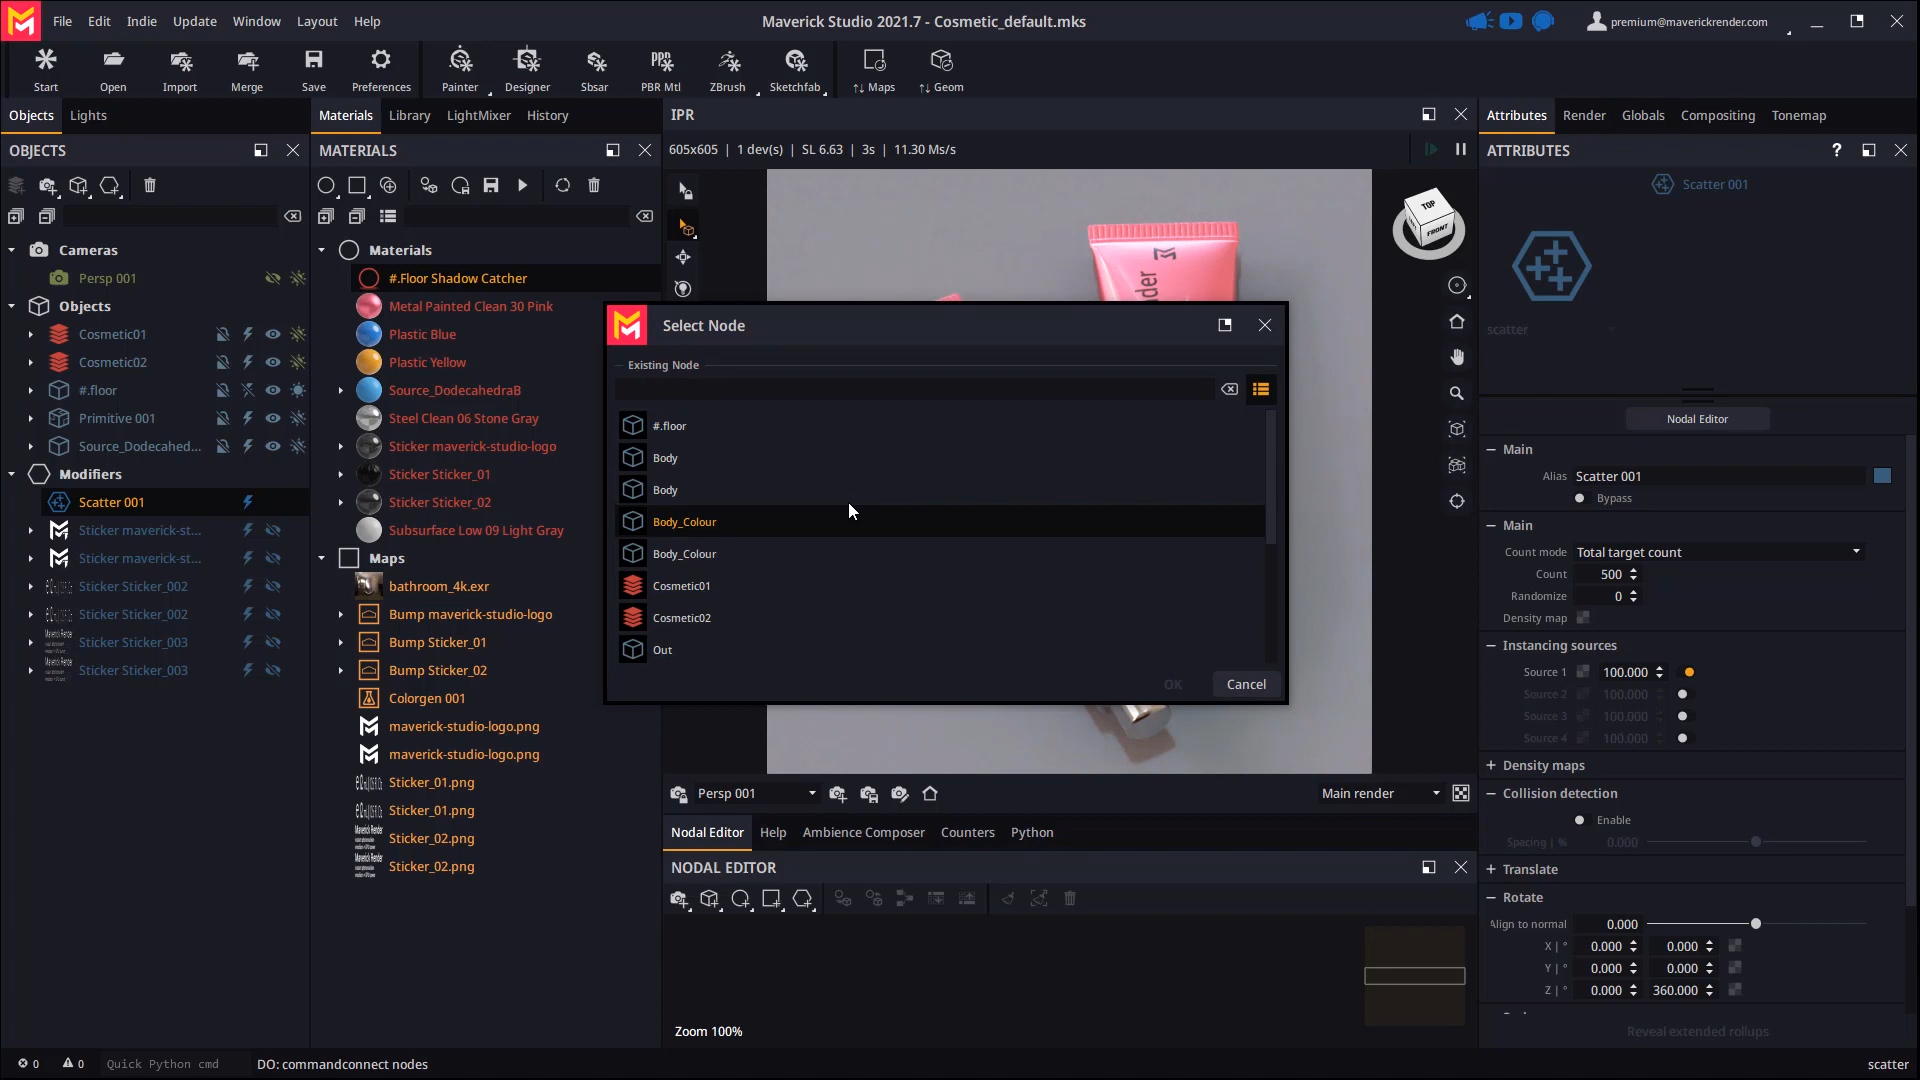 File Edit Indie Update Window Layout Help
Maverick Studio 2021.7 - Cosmetic_default.mks
premium@maverickrender.com
Start Open Import Merge Save Preferences Painter Designer Sbsar PBR Mtl ZBrush Sketchfab ↑↓ Maps ↑↓ Geom
Objects Lights
Materials Library LightMixer History
IPR
Attributes Render Globals Compositing Tonemap
OBJECTS
MATERIALS
605x605 | 1 dev(s) | SL 6.63 | 3s | 11.30 Ms/s
ATTRIBUTES
Cameras
Persp 001
Objects
Cosmetic01
Cosmetic02
#.floor
Primitive 001
Source_Dodecahed...
Modifiers
Scatter 001
Sticker maverick-st...
Sticker maverick-st...
Sticker Sticker_002
Sticker Sticker_002
Sticker Sticker_003
Sticker Sticker_003
Materials
#.Floor Shadow Catcher
Metal Painted Clean 30 Pink
Plastic Blue
Plastic Yellow
Source_DodecahedraB
Steel Clean 06 Stone Gray
Sticker maverick-studio-logo
Sticker Sticker_01
Sticker Sticker_02
Subsurface Low 09 Light Gray
Maps
bathroom_4k.exr
Bump maverick-studio-logo
Bump Sticker_01
Bump Sticker_02
Colorgen 001
maverick-studio-logo.png
maverick-studio-logo.png
Sticker_01.png
Sticker_01.png
Sticker_02.png
Sticker_02.png
TOP
FRONT
Select Node
Existing Node
#.floor
Body
Body
Body_Colour
Body_Colour
Cosmetic01
Cosmetic02
Out
OK Cancel
Persp 001
Main render
Nodal Editor Help Ambience Composer Counters Python
NODAL EDITOR
Zoom 100%
Scatter 001
scatter
Nodal Editor
Main
Alias Scatter 001
Bypass
Main
Count mode Total target count
Count 500
Randomize 0
Density map
Instancing sources
Source 1 100.000
Source 2 100.000
Source 3 100.000
Source 4 100.000
Density maps
Collision detection
Enable
Spacing | % 0.000
Translate
Rotate
Align to normal 0.000
X | ° 0.000 0.000
Y | ° 0.000 0.000
Z | ° 0.000 360.000
Reveal extended rollups
0 0 Quick Python cmd DO: commandconnect nodes
scatter